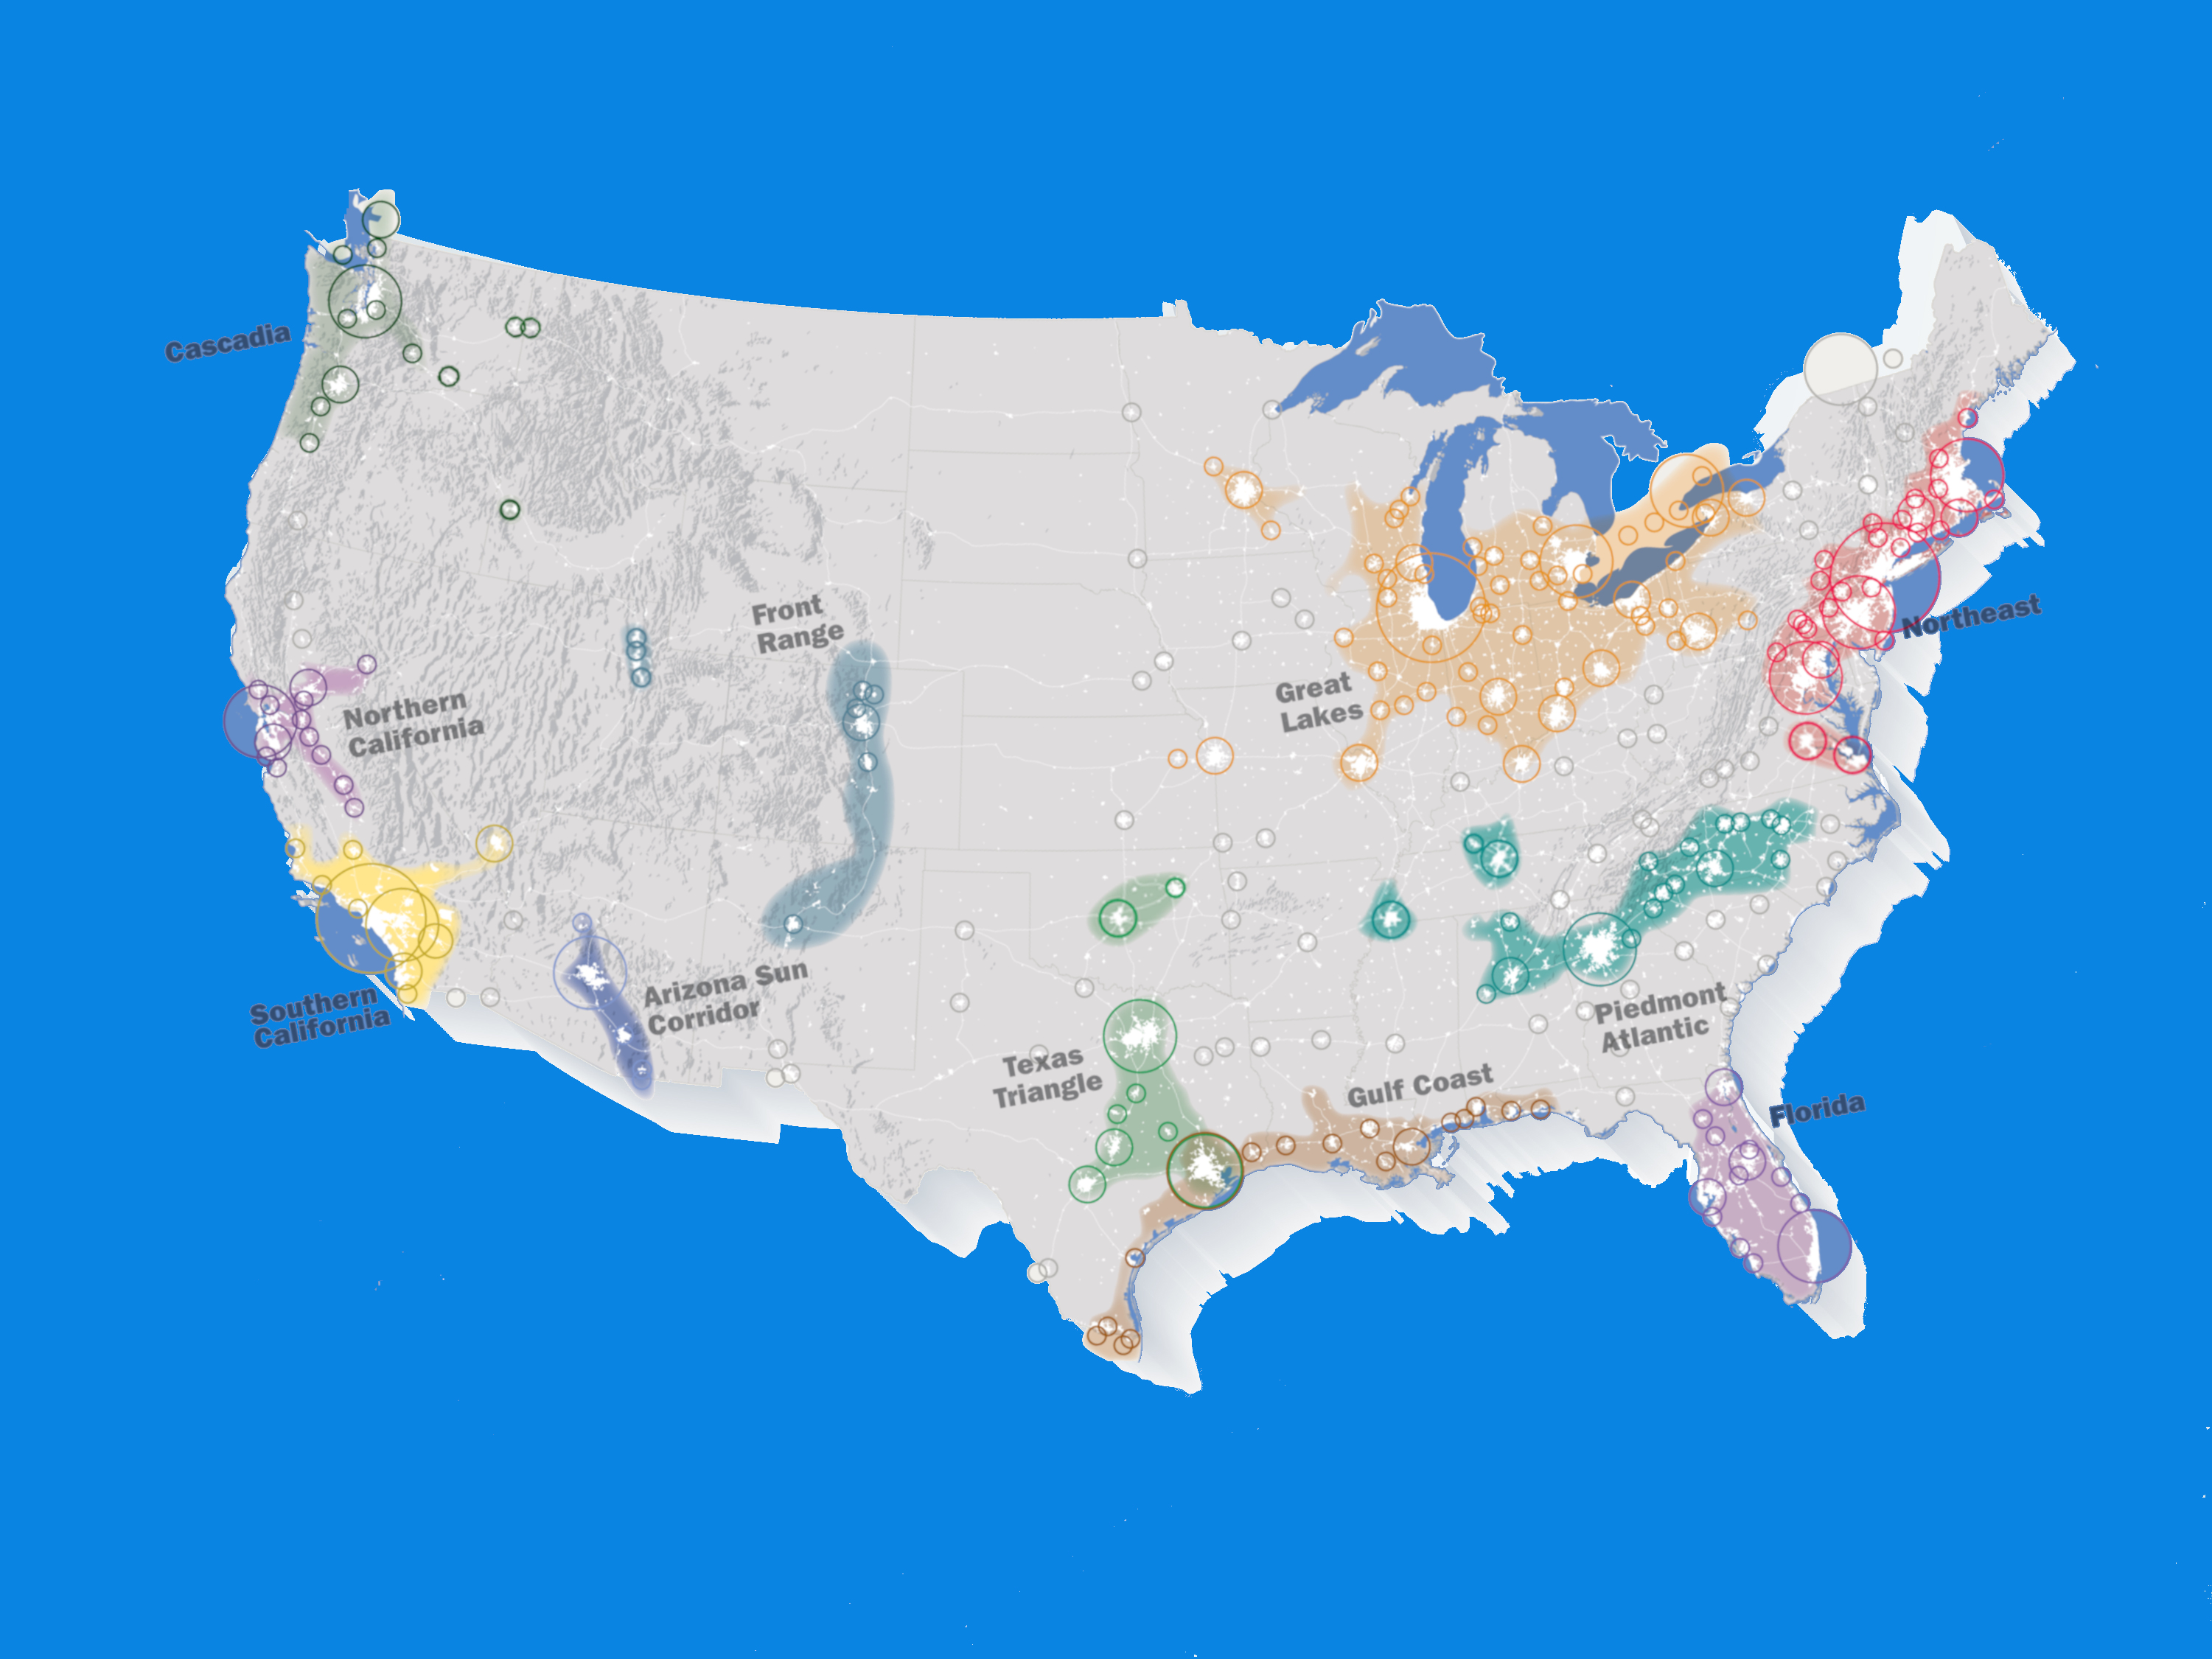 Cascadia
Front
Range
Northeast
Northern
California
Great
Lakes
Southern
California
Arizona Sun
Corridor
Piedmont
Atlantic
Texas
Triangle
Gulf Coast
Florida